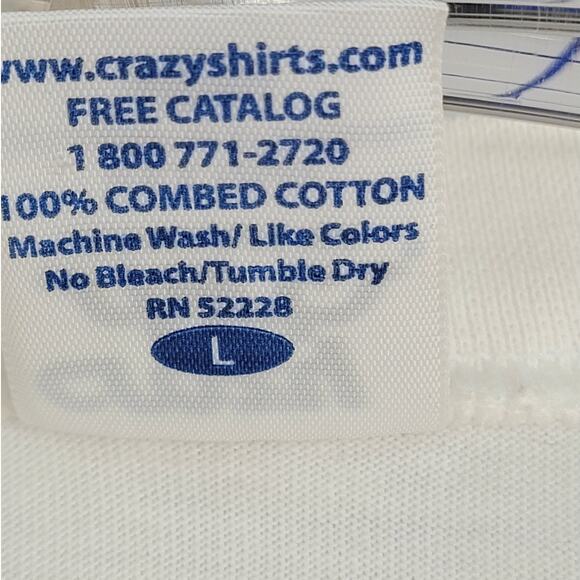 www.crazyshirts.com
FREE CATALOG
1 800 771-2720
100% COMBED COTTON
Machine Wash/ Like Colors
No Bleach/Tumble Dry
RN 52228
L